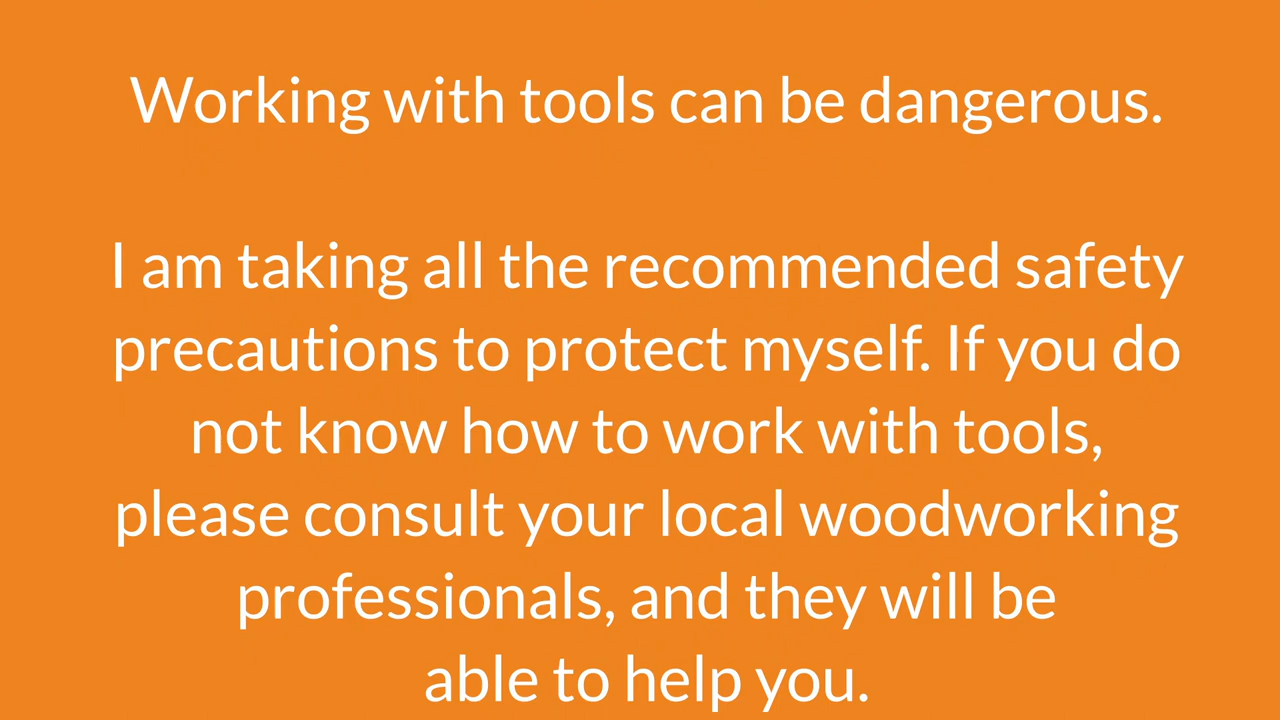 Working with tools can be dangerous.
I am taking all the recommended safety
precautions to protect myself. If you do
not know how to work with tools,
please consult your local woodworking
professionals, and they will be
able to help you.